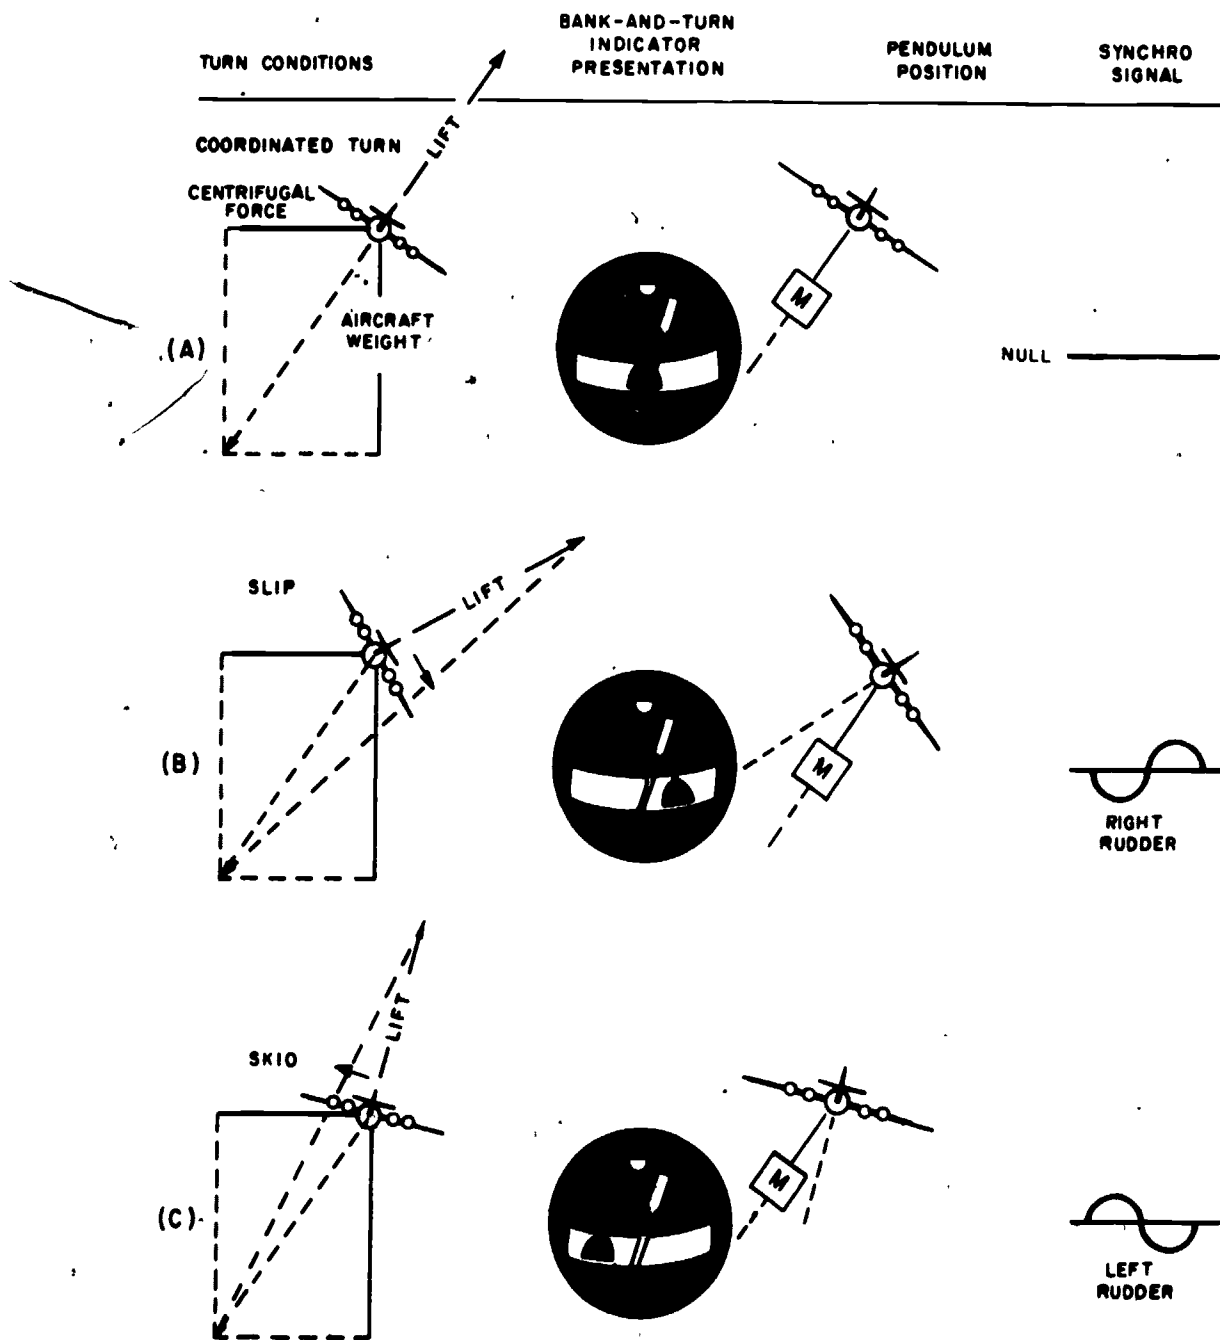 TURN CONDITIONS
BANK-AND-TURN
INDICATOR
PRESENTATION
PENDULUM
POSITION
SYNCHRO
SIGNAL
COORDINATED TURN
LIFT
CENTRIFUGAL
FORCE
AIRCRAFT
WEIGHT
(A)
M
NULL
SLIP
LIFT
(B)
M
RIGHT
RUDDER
SKID
LIFT
(C)
M
LEFT
RUDDER